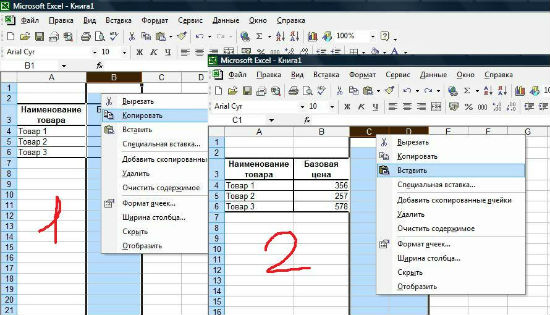 Microsoft Excel - Книга1
Файл Правка Вид Вставка Формат Сервис Данные Окно Справка
100%
Arial Cyr 10
B1
A B C D
1
2
3 Наименование товара
4 Товар 1
5 Товар 2
6 Товар 3
7
8
9
10
11
12
13
14
15
16
17
18
19
20
21
Вырезать
Копировать
Вставить
Специальная вставка...
Добавить скопированны
Удалить
Очистить содержимое
Формат ячеек...
Ширина столбца...
Скрыть
Отобразить
1
Microsoft Excel - Книга1
Файл Правка Вид Вставка Формат Сервис Данные Окно Справка
100%
Arial Cyr 10
C1
A B C D E F G
1
2
3 Наименование товара Базовая цена
4 Товар 1 356
5 Товар 2 257
6 Товар 3 578
7
8
9
10
11
12
13
14
15
16
Вырезать
Копировать
Вставить
Специальная вставка...
Добавить скопированные ячейки
Удалить
Очистить содержимое
Формат ячеек...
Ширина столбца...
Скрыть
Отобразить
2